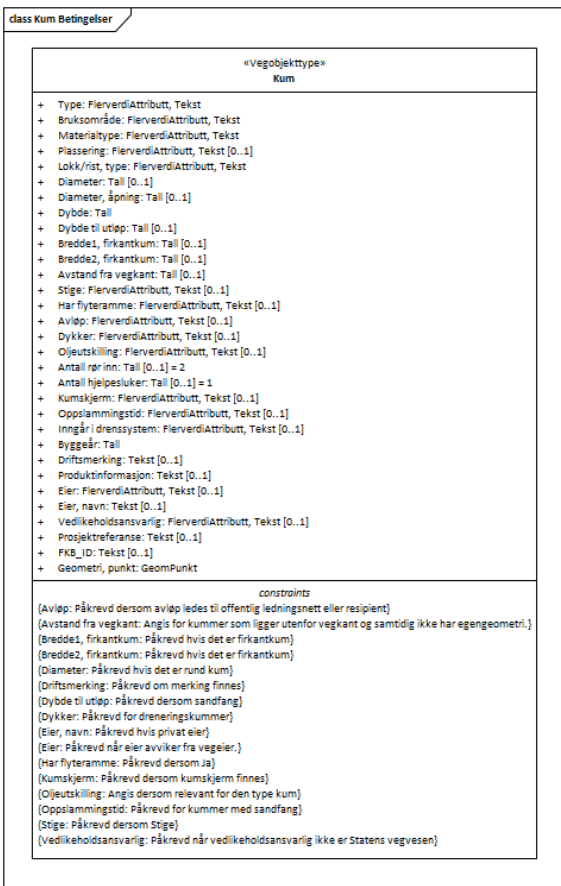 class Kum Betingelser
«Vegobjekttype»
Kum
+ Type: FlerverdiAttributt, Tekst
+ Bruksområde: FlerverdiAttributt, Tekst
+ Materialtype: FlerverdiAttributt, Tekst
+ Plassering: FlerverdiAttributt, Tekst [0..1]
+ Lokk/rist, type: FlerverdiAttributt, Tekst
+ Diameter: Tall [0..1]
+ Diameter, åpning: Tall [0..1]
+ Dybde: Tall
+ Dybde til utløp: Tall [0..1]
+ Bredde1, firkantkum: Tall [0..1]
+ Bredde2, firkantkum: Tall [0..1]
+ Avstand fra vegkant: Tall [0..1]
+ Stige: FlerverdiAttributt, Tekst [0..1]
+ Har flyteramme: FlerverdiAttributt, Tekst [0..1]
+ Avløp: FlerverdiAttributt, Tekst [0..1]
+ Dykker: FlerverdiAttributt, Tekst [0..1]
+ Oljeutskilling: FlerverdiAttributt, Tekst [0..1]
+ Antall rør inn: Tall [0..1] = 2
+ Antall hjelpesluker: Tall [0..1] = 1
+ Kumskjerm: FlerverdiAttributt, Tekst [0..1]
+ Oppslammingstid: FlerverdiAttributt, Tekst [0..1]
+ Inngår i drenssystem: FlerverdiAttributt, Tekst [0..1]
+ Byggeår: Tall
+ Driftsmerking: Tekst [0..1]
+ Produktinformasjon: Tekst [0..1]
+ Eier: FlerverdiAttributt, Tekst [0..1]
+ Eier, navn: Tekst [0..1]
+ Vedlikeholdsansvarlig: FlerverdiAttributt, Tekst [0..1]
+ Prosjektreferanse: Tekst [0..1]
+ FKB_ID: Tekst [0..1]
+ Geometri, punkt: GeomPunkt
constraints
{Avløp: Påkrevd dersom avløp ledes til offentlig ledningsnett eller resipient}
{Avstand fra vegkant: Angis for kummer som ligger utenfor vegkant og samtidig ikke har egengeometri.}
{Bredde1, firkantkum: Påkrevd hvis det er firkantkum}
{Bredde2, firkantkum: Påkrevd hvis det er firkantkum}
{Diameter: Påkrevd hvis det er rund kum}
{Driftsmerking: Påkrevd om merking finnes}
{Dybde til utløp: Påkrevd dersom sandfang}
{Dykker: Påkrevd for dreneringskummer}
{Eier, navn: Påkrevd hvis privat eier}
{Eier: Påkrevd når eier avviker fra vegeier.}
{Har flyteramme: Påkrevd dersom Ja}
{Kumskjerm: Påkrevd dersom kumskjerm finnes}
{Oljeutskilling: Angis dersom relevant for den type kum}
{Oppslammingstid: Påkrevd for kummer med sandfang}
{Stige: Påkrevd dersom Stige}
{Vedlikeholdsansvarlig: Påkrevd når vedlikeholdsansvarlig ikke er Statens vegvesen}